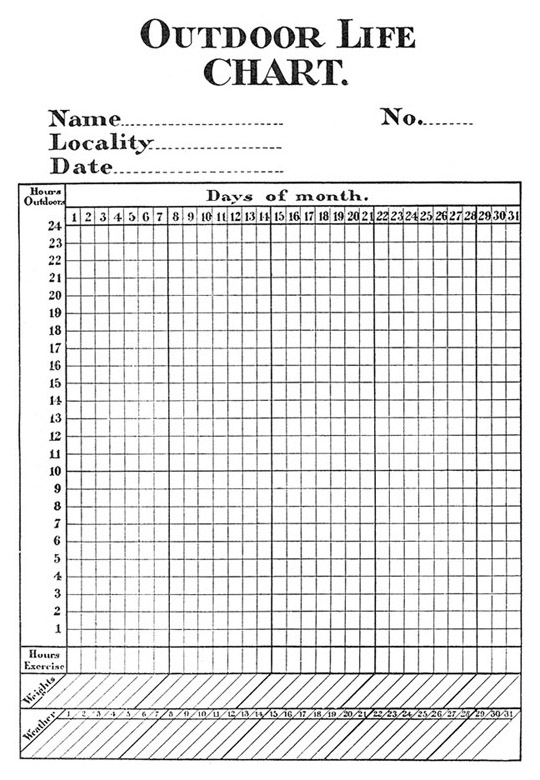 OUTDOOR LIFE
CHART.
Name
No.
Locality
Date
Hours
Outdoors
Days of month.
1 2 3 4 5 6 7 8 9 10 11 12 13 14 15 16 17 18 19 20 21 22 23 24 25 26 27 28 29 30 31
24
23
22
21
20
19
18
17
16
15
14
13
12
11
10
9
8
7
6
5
4
3
2
1
Hours
Exercise
Weights
Weather
1 2 3 4 5 6 7 8 9 10 11 12 13 14 15 16 17 18 19 20 21 22 23 24 25 26 27 28 29 30 31